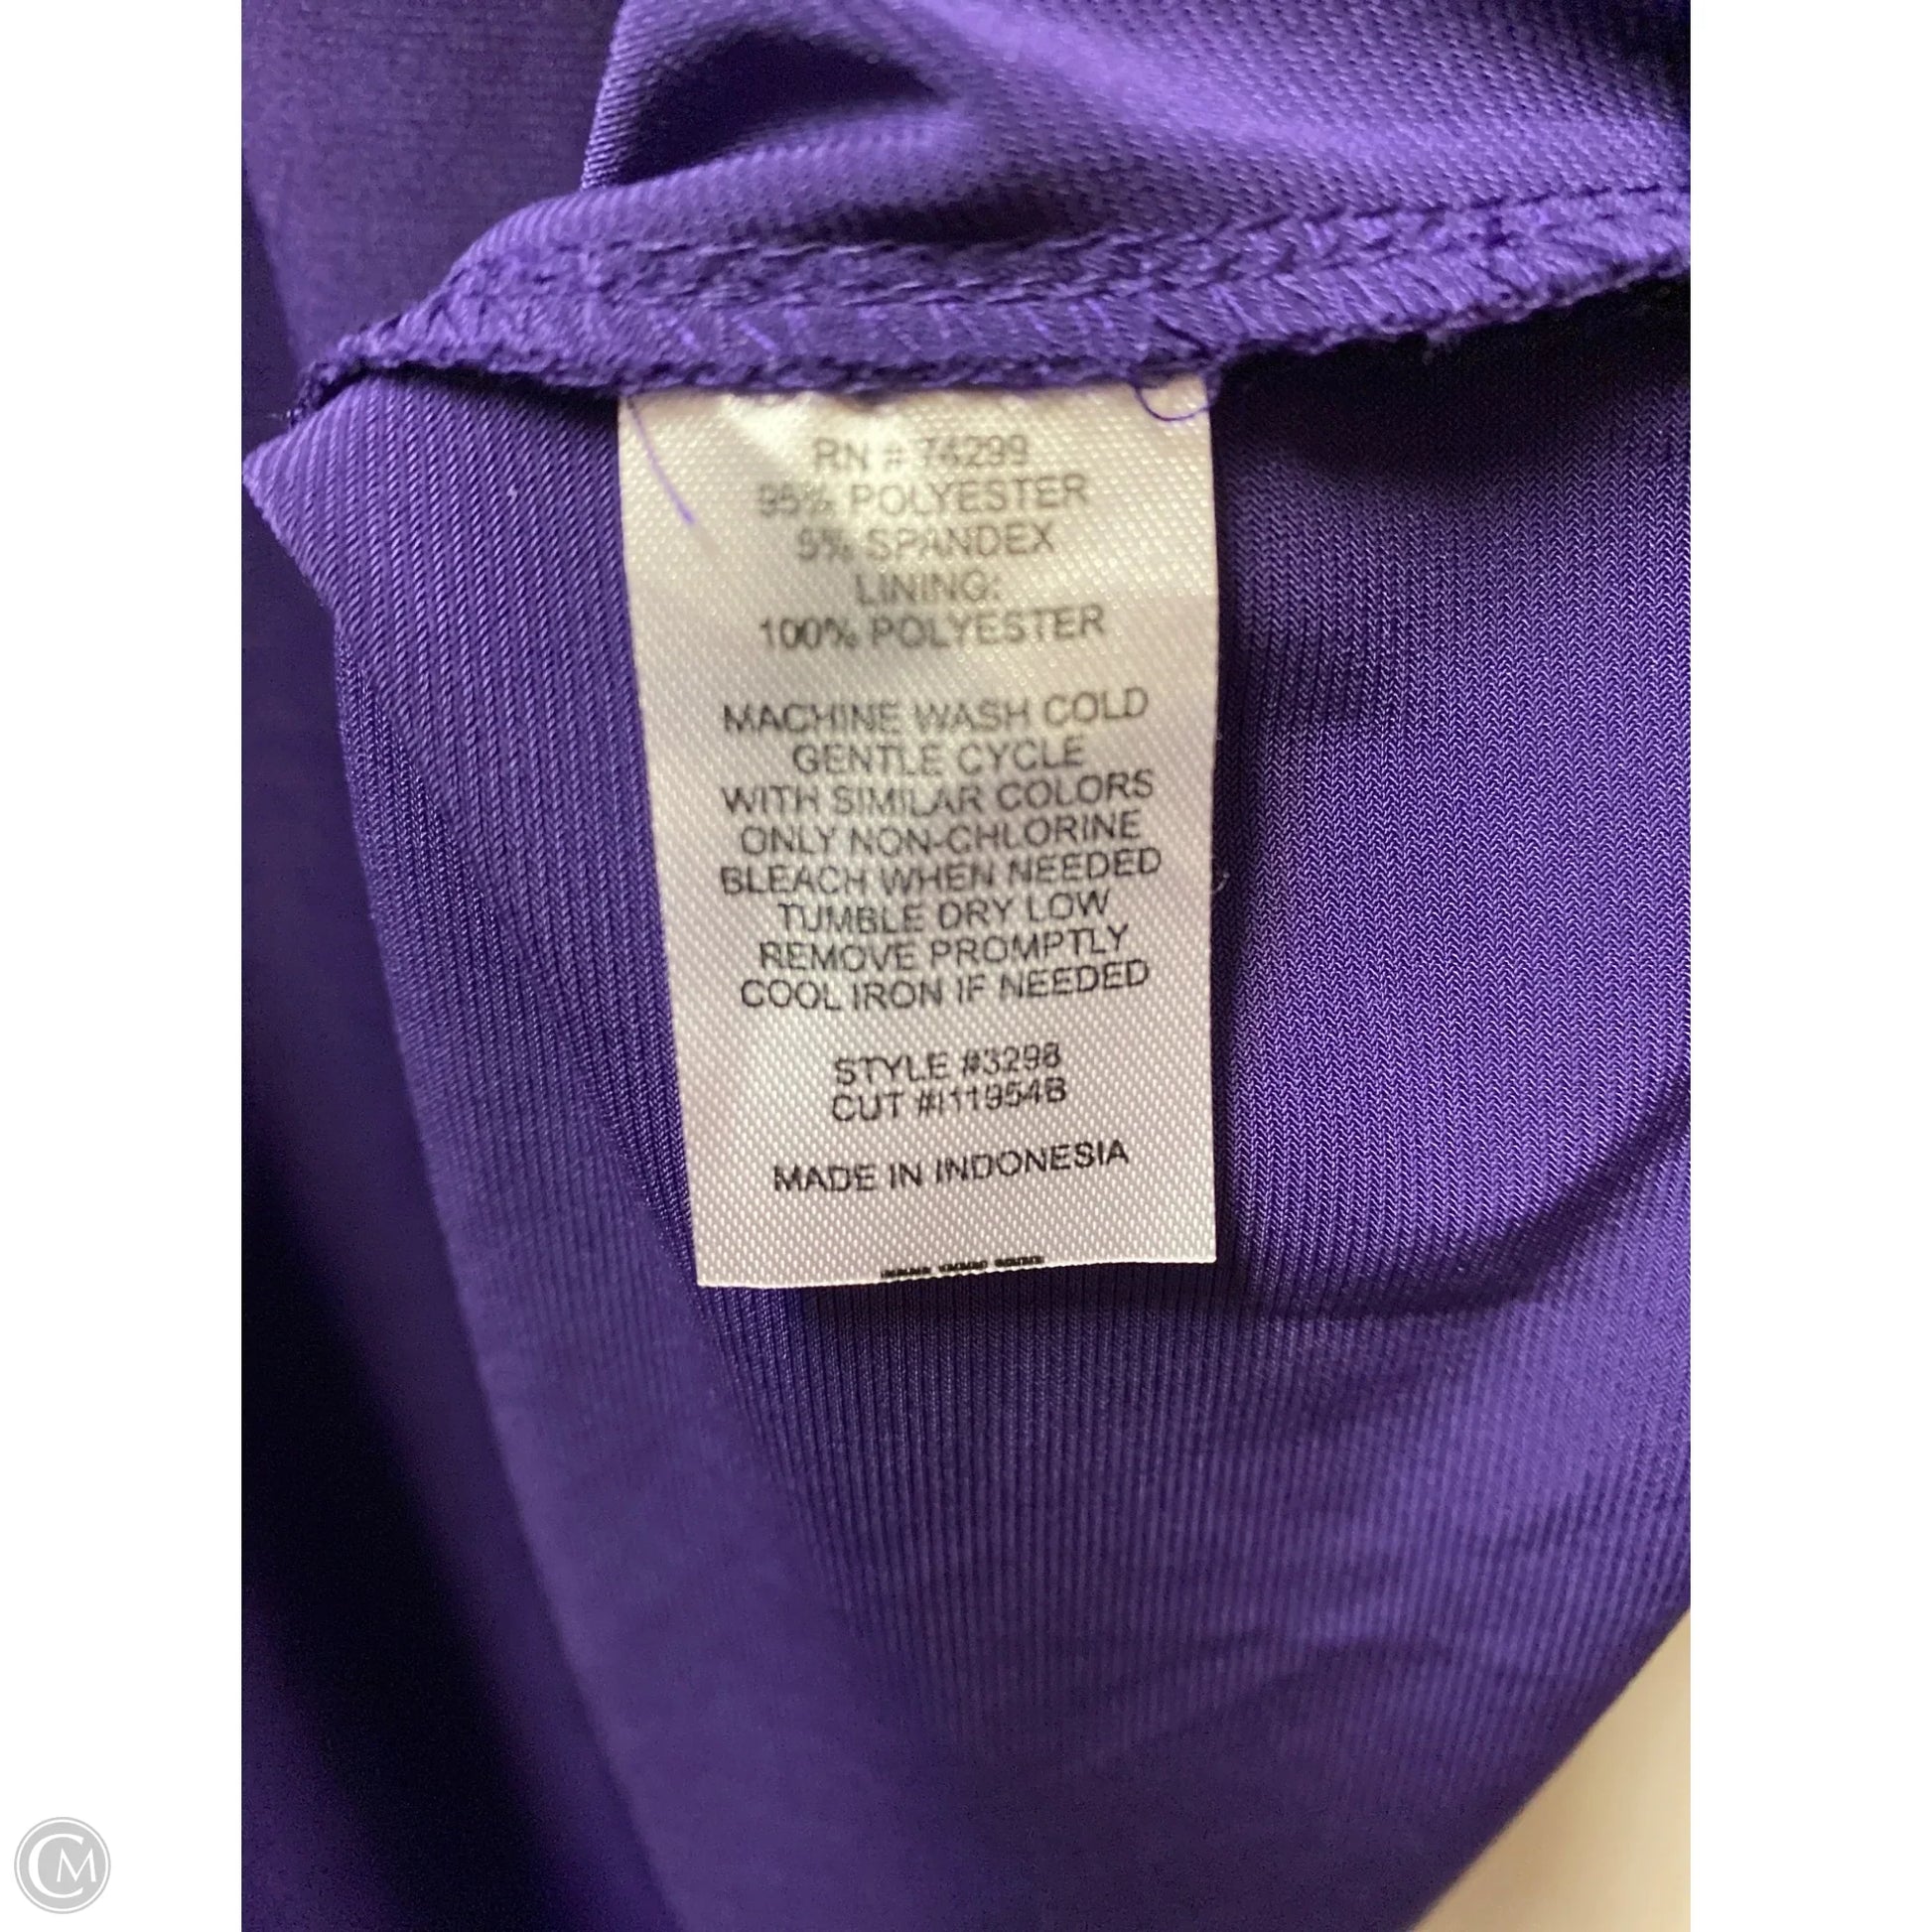 RN # 74299
95% POLYESTER
5% SPANDEX
LINING:
100% POLYESTER
MACHINE WASH COLD
GENTLE CYCLE
WITH SIMILAR COLORS
ONLY NON-CHLORINE
BLEACH WHEN NEEDED
TUMBLE DRY LOW
REMOVE PROMPTLY
COOL IRON IF NEEDED
STYLE #3298
CUT #I11954B
MADE IN INDONESIA
CM